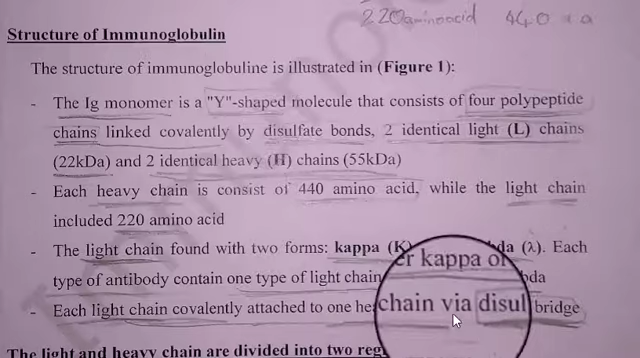 220aminoacid 440 a.a
Structure of Immunoglobulin
The structure of immunoglobuline is illustrated in (Figure 1):
- The Ig monomer is a "Y"-shaped molecule that consists of four polypeptide
chains linked covalently by disulfate bonds, 2 identical light (L) chains
(22kDa) and 2 identical heavy (H) chains (55kDa)
- Each heavy chain is consist of 440 amino acid, while the light chain
included 220 amino acid
- The light chain found with two forms: kappa (K) bda (λ). Each
type of antibody contain one type of light chain er kappa or bda
- Each light chain covalently attached to one he chain via disul bridge
The light and heavy chain are divided into two reg